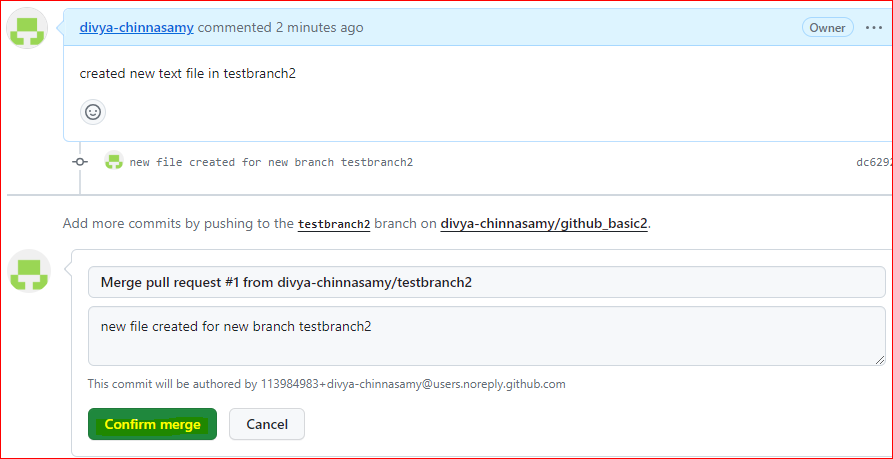 divya-chinnasamy commented 2 minutes ago Owner ...
created new text file in testbranch2
new file created for new branch testbranch2 dc6292
Add more commits by pushing to the testbranch2 branch on divya-chinnasamy/github_basic2.
Merge pull request #1 from divya-chinnasamy/testbranch2
new file created for new branch testbranch2
This commit will be authored by 113984983+divya-chinnasamy@users.noreply.github.com
Confirm merge Cancel